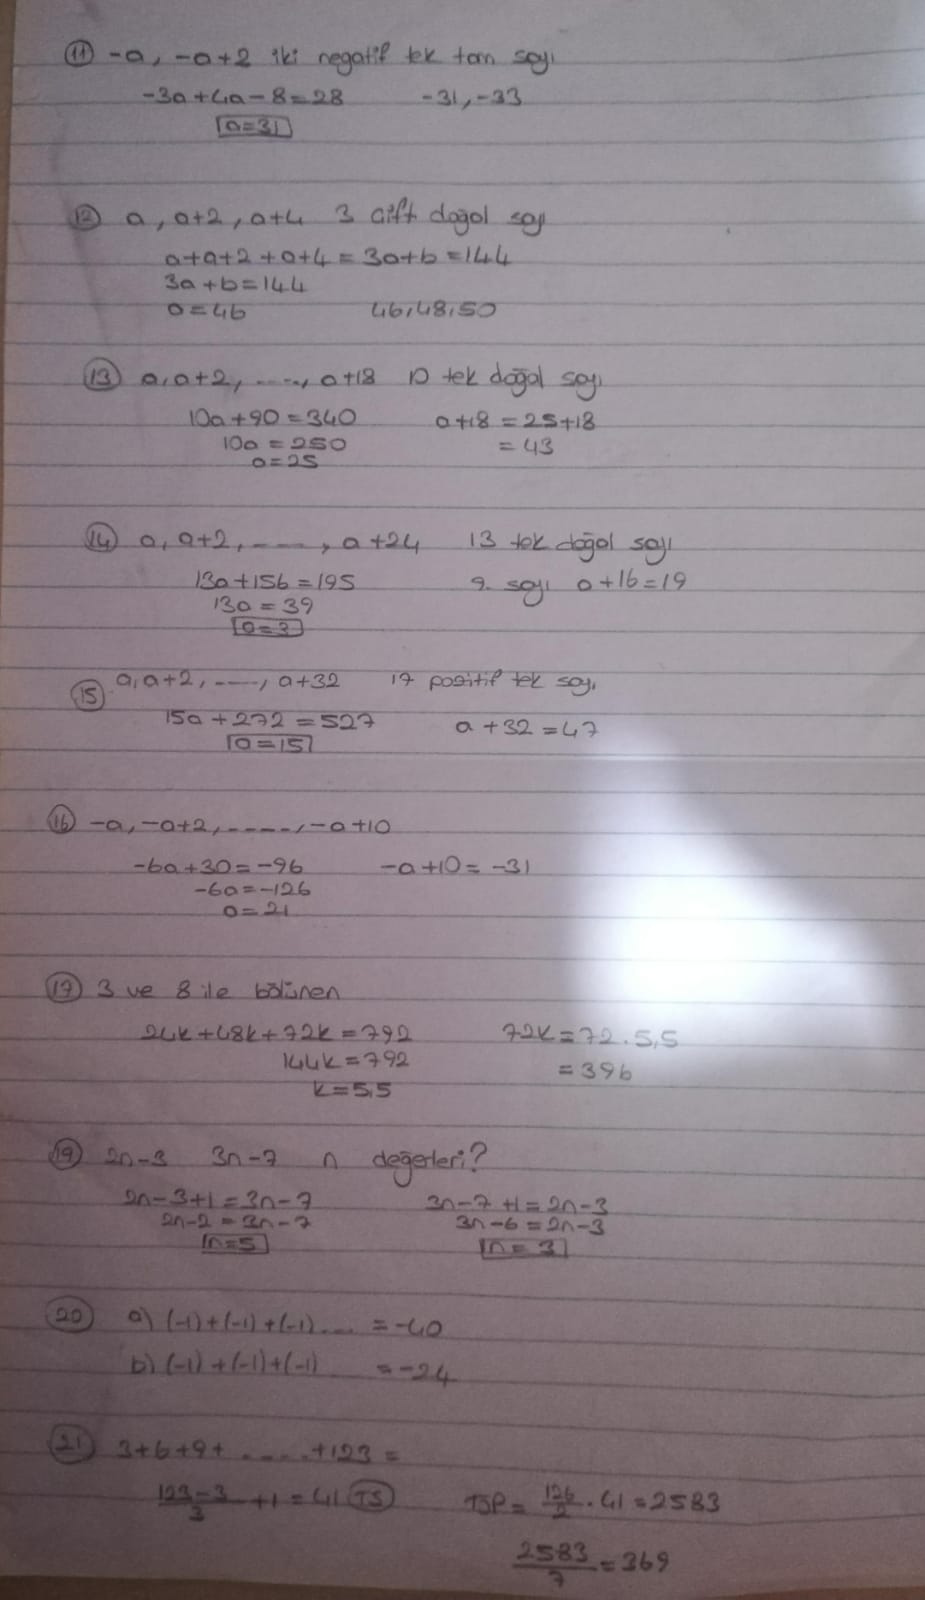 11 -a, -a+2 iki negatif tek tam sayı
-3a+4a-8=28 -31,-33
a=31
12 a, a+2, a+4 3 çift doğal sayı
a+a+2+a+4=3a+6=144
3a+6=144
a=46 46,48,50
13 a, a+2, ....., a+18 10 tek doğal sayı
10a+90=340 a+18=25+18
10a=250 =43
a=25
14 a, a+2, ......, a+24 13 tek doğal sayı
13a+156=195 9. sayı a+16=19
13a=39
a=3
15 a, a+2, ....., a+32 17 pozitif tek sayı
15a+272=527 a+32=47
a=15
16 -a, -a+2, ....., -a+10
-6a+30=-96 -a+10=-31
-6a=-126
a=21
17 3 ve 8 ile bölünen
24k+48k+72k=792 72k=72.5,5
144k=792 =396
k=5,5
19 2n-3 3n-7 n değerleri?
2n-3+1=3n-7 3n-7+1=2n-3
2n-2=3n-7 3n-6=2n-3
n=5 n=3
20 a) (-1)+(-1)+(-1).... =-40
b) (-1)+(-1)+(-1) =-24
21 3+6+9+.....+123=
123-3/3 +1=41 TS TSP= 126/2 . 41=2583
2583/7=369